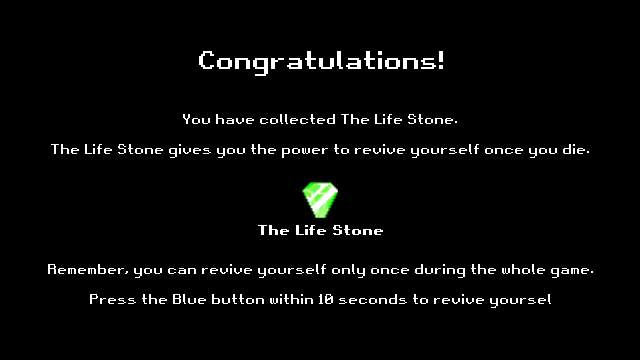 Congratulations!
You have collected The Life Stone.
The Life Stone gives you the power to revive yourself once you die.
The Life Stone
Remember, you can revive yourself only once during the whole game.
Press the Blue button within 10 seconds to revive yoursel